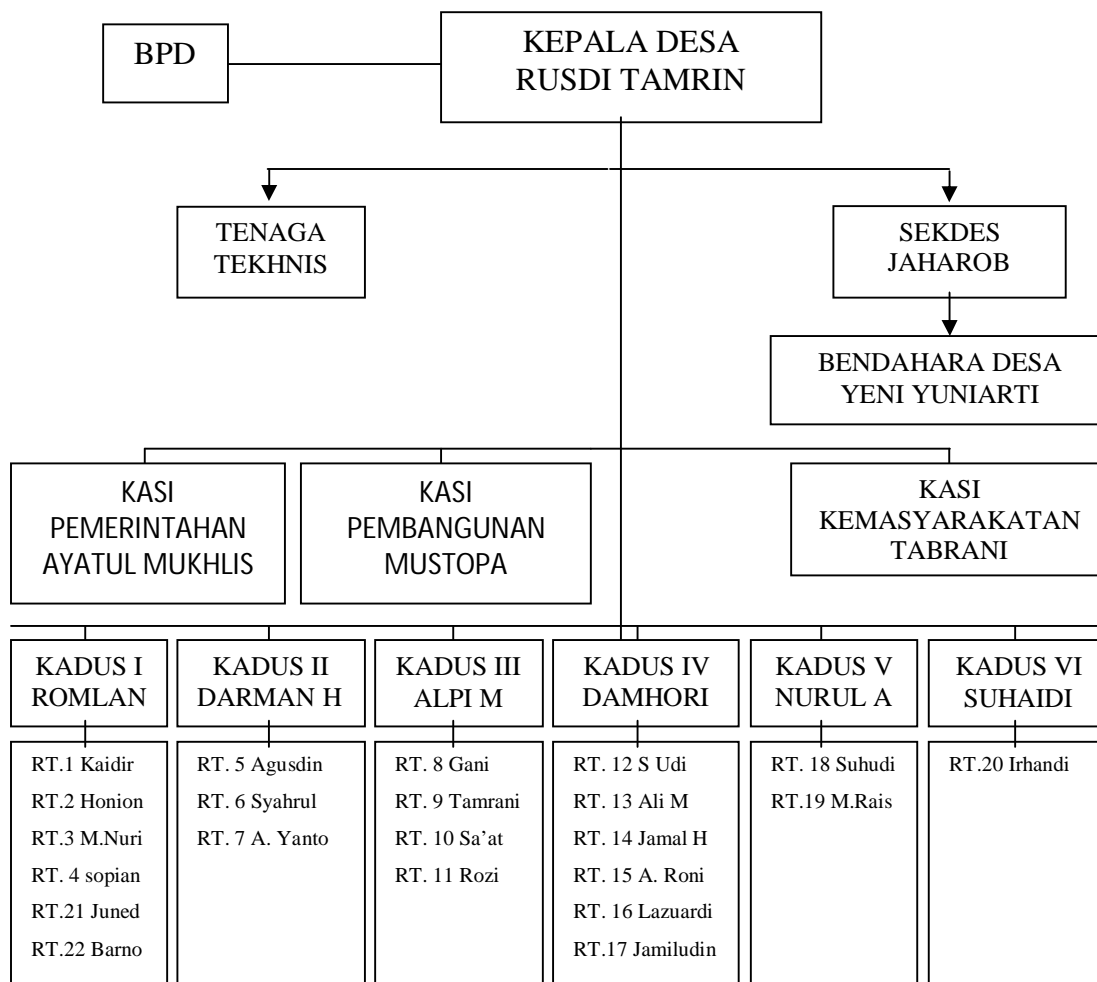 BPD
KEPALA DESA
RUSDI TAMRIN
TENAGA
TEKHNIS
SEKDES
JAHAROB
BENDAHARA DESA
YENI YUNIARTI
KASI
PEMERINTAHAN
AYATUL MUKHLIS
KASI
PEMBANGUNAN
MUSTOPA
KASI
KEMASYARAKATAN
TABRANI
KADUS I
ROMLAN
KADUS II
DARMAN H
KADUS III
ALPI M
KADUS IV
DAMHORI
KADUS V
NURUL A
KADUS VI
SUHAIDI
RT.1 Kaidir
RT.2 Honion
RT.3 M.Nuri
RT. 4 sopian
RT.21 Juned
RT.22 Barno
RT. 5 Agusdin
RT. 6 Syahrul
RT. 7 A. Yanto
RT. 8 Gani
RT. 9 Tamrani
RT. 10 Sa’at
RT. 11 Rozi
RT. 12 S Udi
RT. 13 Ali M
RT. 14 Jamal H
RT. 15 A. Roni
RT. 16 Lazuardi
RT.17 Jamiludin
RT. 18 Suhudi
RT.19 M.Rais
RT.20 Irhandi